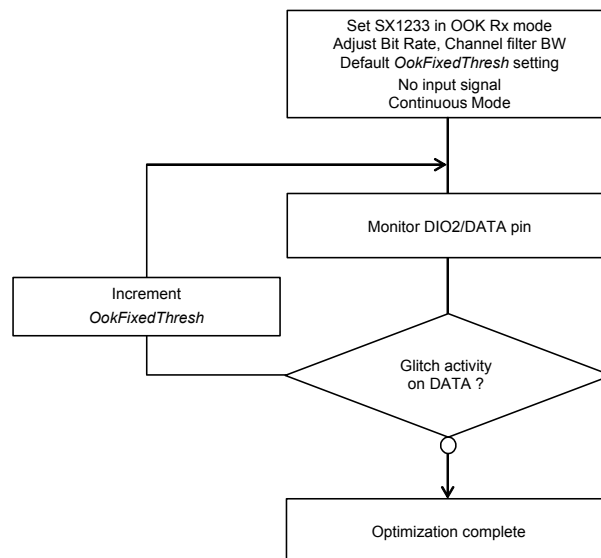 Set SX1233 in OOK Rx mode
Adjust Bit Rate, Channel filter BW
Default OokFixedThresh setting
No input signal
Continuous Mode
Monitor DIO2/DATA pin
Increment
OokFixedThresh
Glitch activity
on DATA ?
Optimization complete